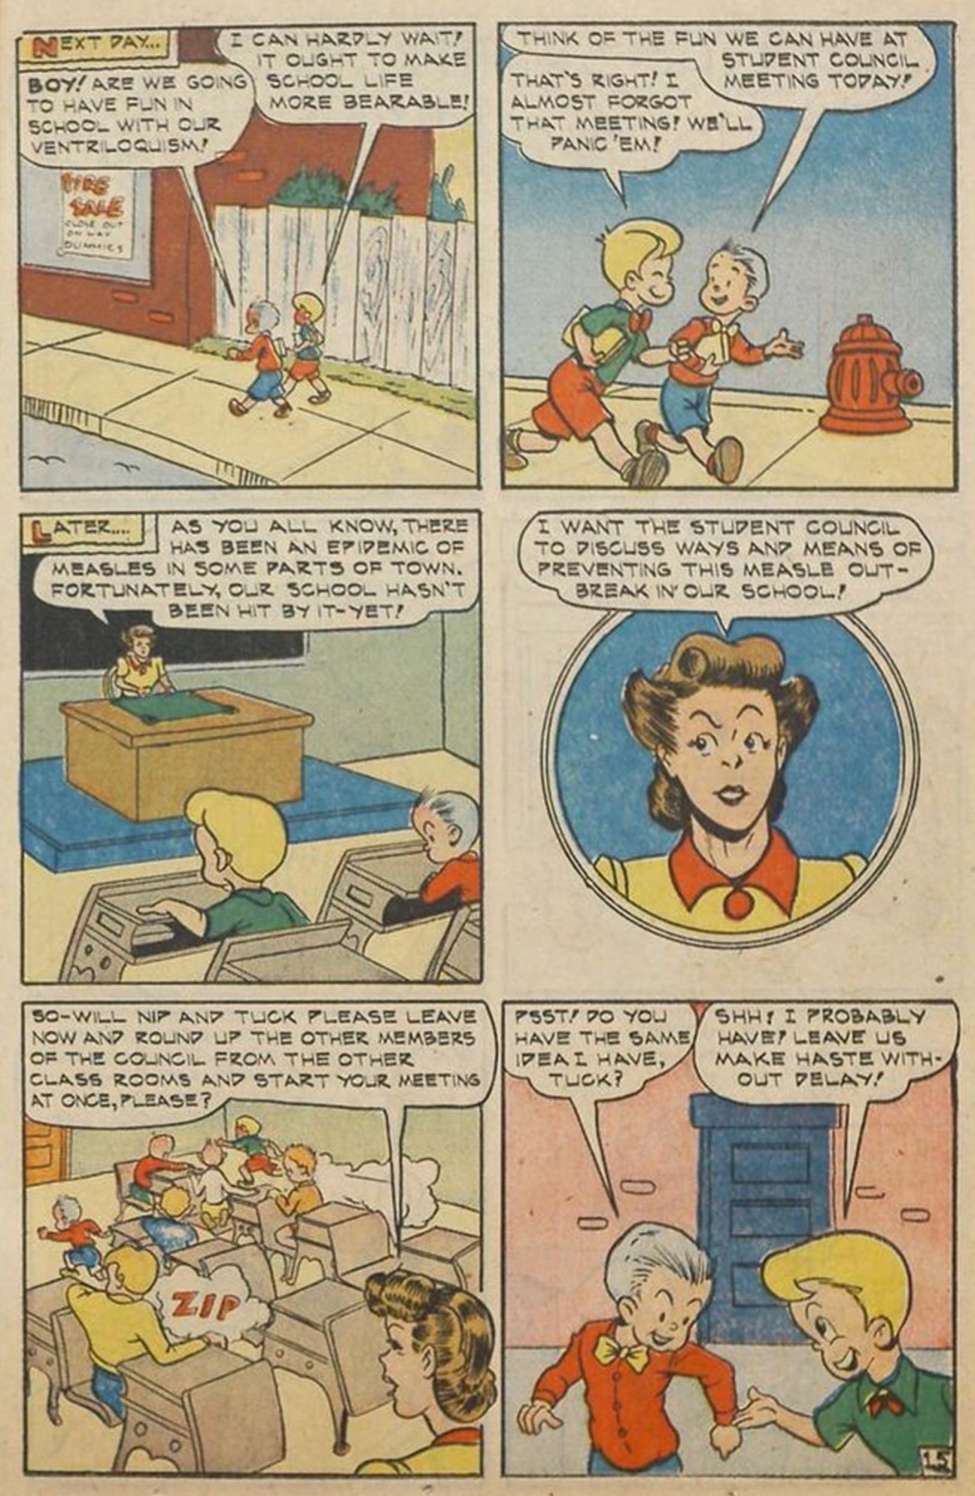 NEXT DAY...
BOY! ARE WE GOING
TO HAVE FUN IN
SCHOOL WITH OUR
VENTRILOQUISM!
I CAN HARDLY WAIT!
IT OUGHT TO MAKE
SCHOOL LIFE
MORE BEARABLE!
FIRE
SALE
CLOSE OUT
ON WAX
DUMMIES
THINK OF THE FUN WE CAN HAVE AT
STUDENT COUNCIL
MEETING TODAY!
THAT'S RIGHT! I
ALMOST FORGOT
THAT MEETING! WE'LL
PANIC 'EM!
LATER....
AS YOU ALL KNOW, THERE
HAS BEEN AN EPIDEMIC OF
MEASLES IN SOME PARTS OF TOWN.
FORTUNATELY, OUR SCHOOL HASN'T
BEEN HIT BY IT-YET!
I WANT THE STUDENT COUNCIL
TO DISCUSS WAYS AND MEANS OF
PREVENTING THIS MEASLE OUT-
BREAK IN OUR SCHOOL!
SO-WILL NIP AND TUCK PLEASE LEAVE
NOW AND ROUND UP THE OTHER MEMBERS
OF THE COUNCIL FROM THE OTHER
CLASS ROOMS AND START YOUR MEETING
AT ONCE, PLEASE?
ZIP
PSST! DO YOU
HAVE THE SAME
IDEA I HAVE,
TUCK?
SHH! I PROBABLY
HAVE! LEAVE US
MAKE HASTE WITH-
OUT DELAY!
15